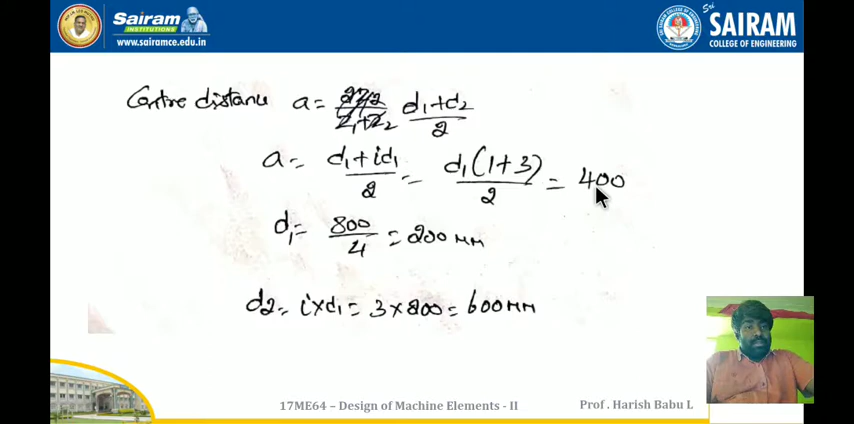 Sairam
INSTITUTIONS
www.sairamce.edu.in
Sri
SAIRAM
COLLEGE OF ENGINEERING
Centre distance a = d1+d2/2
a = d1+id1/2 = d1(1+3)/2 = 400
d1 = 800/4 = 200 mm
d2 = i×d1 = 3×200 = 600 mm
17ME64 – Design of Machine Elements - II
Prof. Harish Babu L